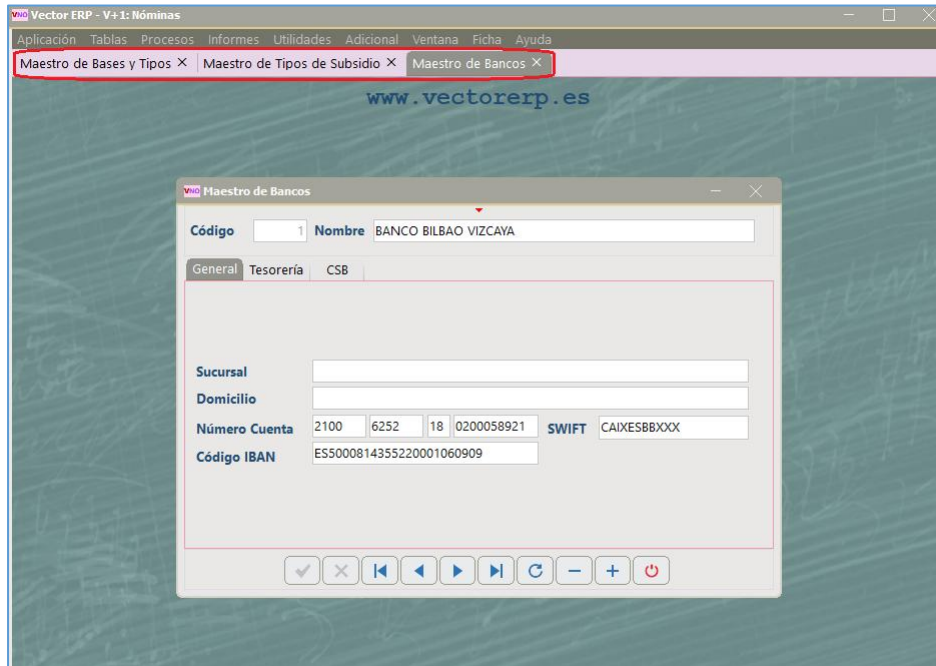 VNO Vector ERP - V+1: Nóminas
Aplicación Tablas Procesos Informes Utilidades Adicional Ventana Ficha Ayuda
Maestro de Bases y Tipos × Maestro de Tipos de Subsidio × Maestro de Bancos ×
www.vectorerp.es
VNO Maestro de Bancos
Código 1 Nombre BANCO BILBAO VIZCAYA
General Tesorería CSB
Sucursal
Domicilio
Número Cuenta 2100 6252 18 0200058921 SWIFT CAIXESBBXXX
Código IBAN ES5000814355220001060909